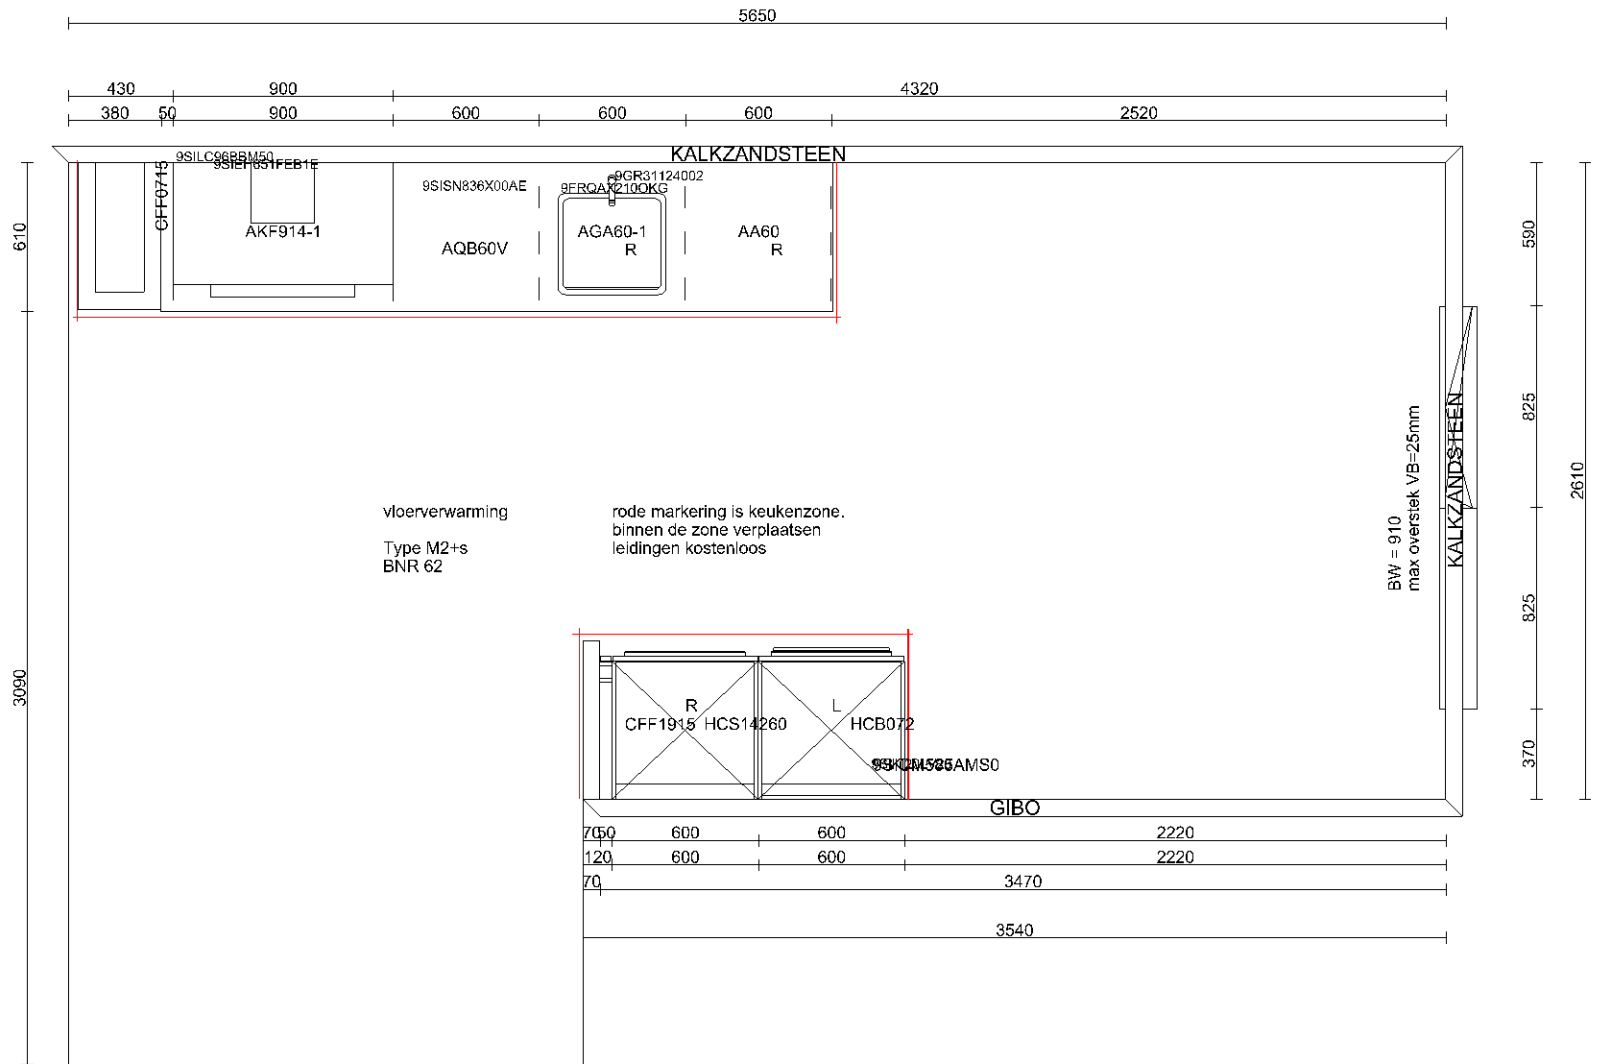 5650
430 900 4320
380 50 900 600 600 600 2520
KALKZANDSTEEN
9SILC96BBM50
9SIEH651FEB1E
CFF0715
AKF914-1
9SISN836X00AE
AQB60V
9GR31124002
AGA60-1
R
AA60
R
610
3090
590
825
825
370
2610
KALKZANDSTEEN
BW = 910
max overstek VB=25mm
vloerverwarming
Type M2+s
BNR 62
rode markering is keukenzone.
binnen de zone verplaatsen
leidingen kostenloos
R
CFF1915 HCS14260
L
HCB072
GIBO
70 50 600 600 2220
120 600 600 2220
70 3470
3540